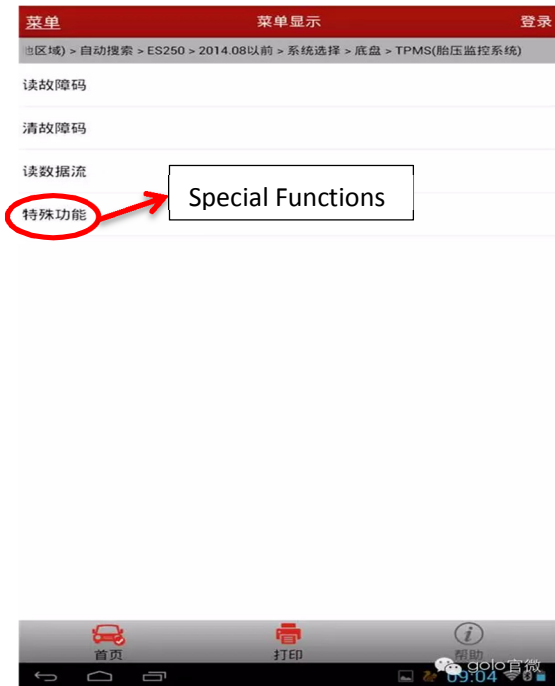 菜单 菜单显示 登录
也区域) > 自动搜索 > ES250 > 2014.08以前 > 系统选择 > 底盘 > TPMS(胎压监控系统)
读故障码
清故障码
读数据流
Special Functions
特殊功能
首页 打印 帮助
golo官微
09:04